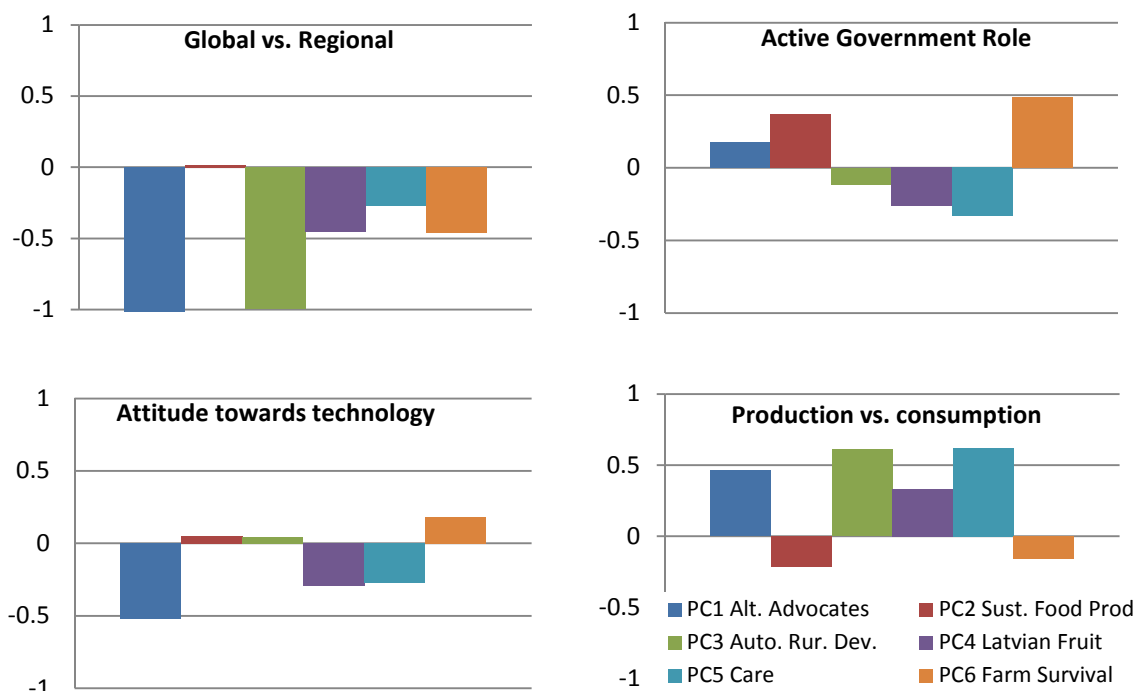 Global vs. Regional
1
0.5
0
-0.5
-1
Active Government Role
1
0.5
0
-0.5
-1
Attitude towards technology
1
0.5
0
-0.5
-1
Production vs. consumption
1
0.5
0
-0.5
-1
PC1 Alt. Advocates
PC2 Sust. Food Prod
PC3 Auto. Rur. Dev.
PC4 Latvian Fruit
PC5 Care
PC6 Farm Survival